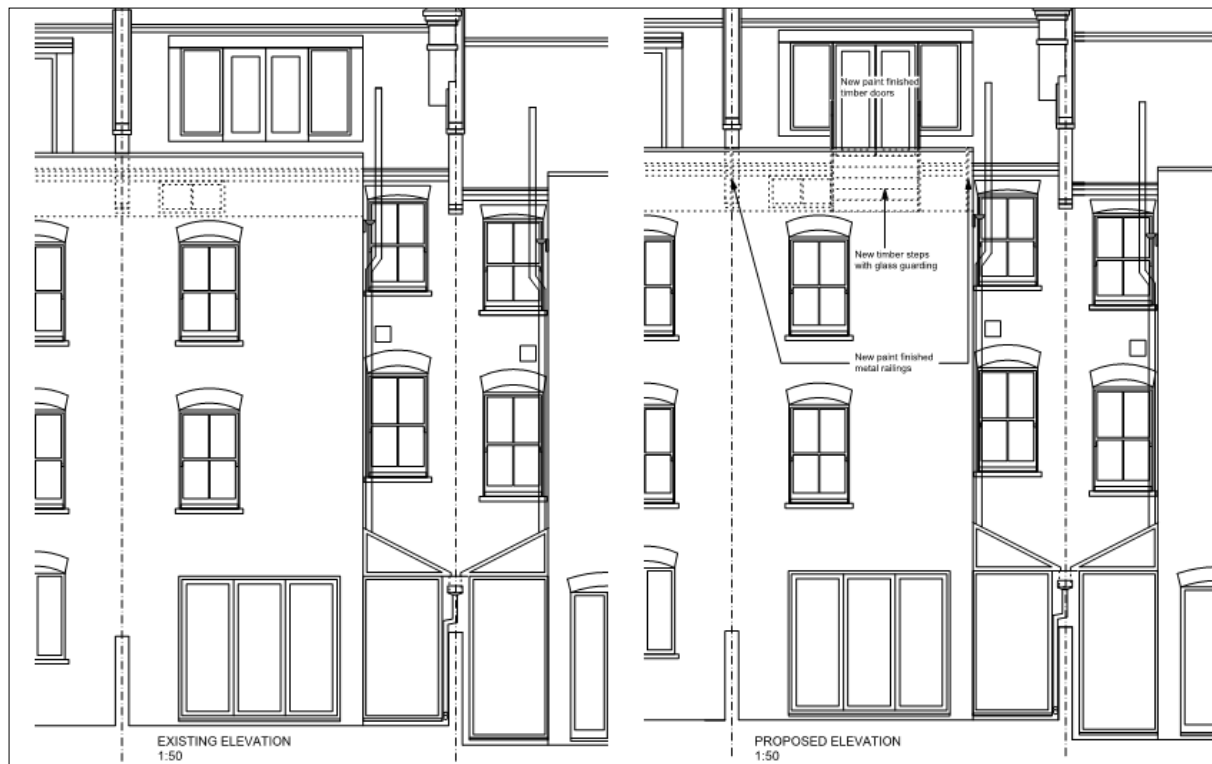 New paint finished
timber doors
New timber steps
with glass guarding
New paint finished
metal railings
EXISTING ELEVATION
1:50
PROPOSED ELEVATION
1:50